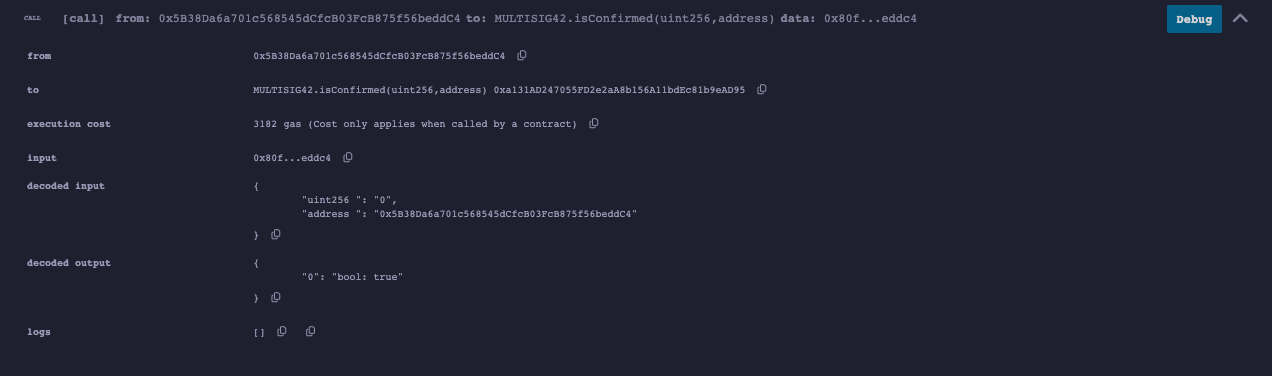 CALL [call] from: 0x5B38Da6a701c568545dCfcB03FcB875f56beddC4 to: MULTISIG42.isConfirmed(uint256,address) data: 0x80f...eddc4 Debug
from 0x5B38Da6a701c568545dCfcB03FcB875f56beddC4
to MULTISIG42.isConfirmed(uint256,address) 0xa131AD247055FD2e2aA8b156A11bdEc81b9eAD95
execution cost 3182 gas (Cost only applies when called by a contract)
input 0x80f...eddc4
decoded input {
"uint256 ": "0",
"address ": "0x5B38Da6a701c568545dCfcB03FcB875f56beddC4"
}
decoded output {
"0": "bool: true"
}
logs []